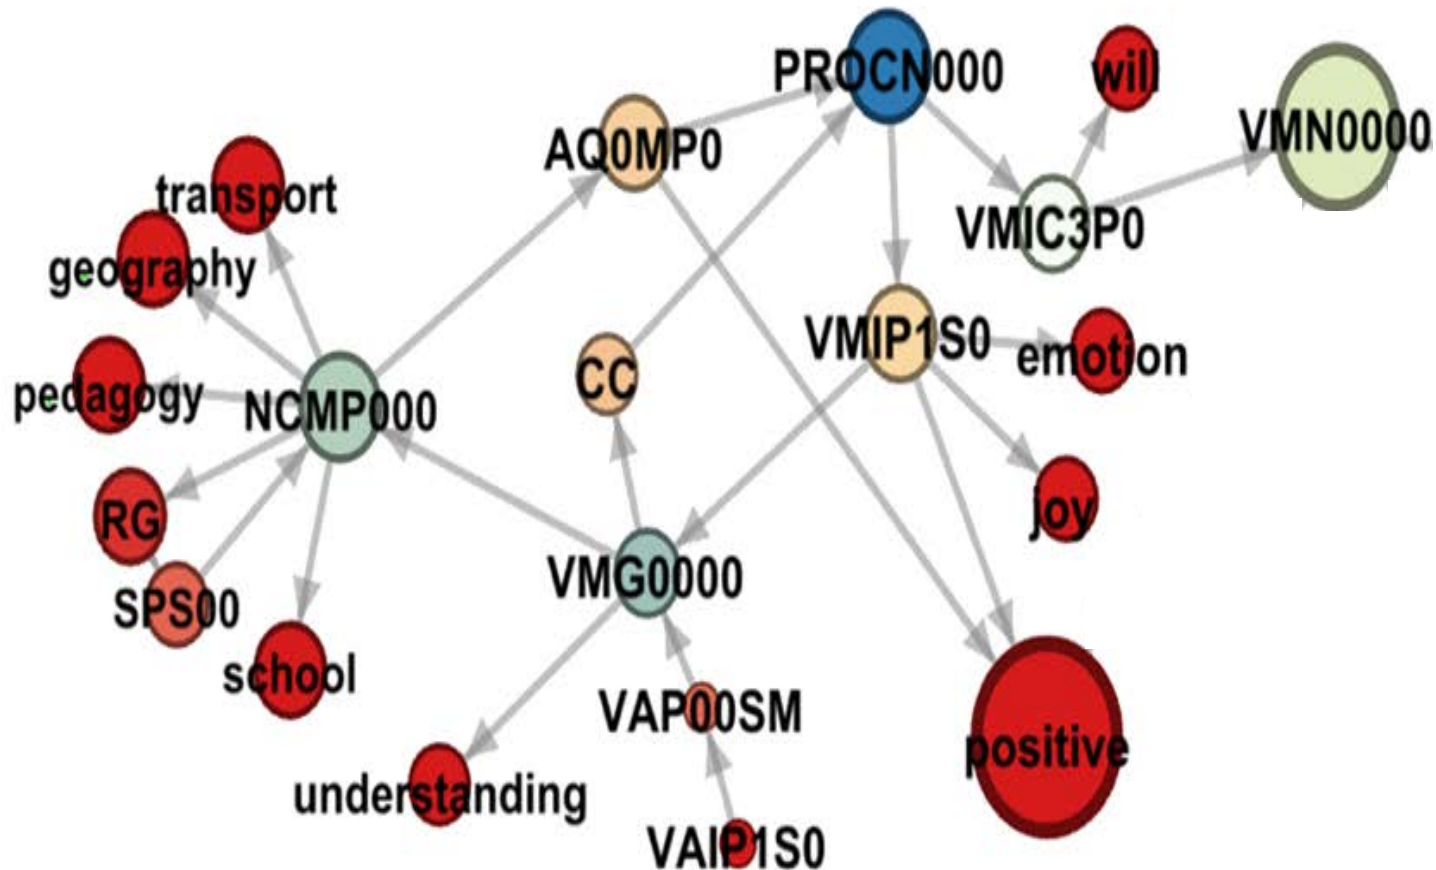 PROCN000
will
VMN0000
AQ0MP0
transport
VMIC3P0
geography
VMIP1S0
emotion
CC
pedagogy
NCMP000
RG
joy
VMG0000
SPS00
school
VAP00SM
positive
understanding
VAIP1S0